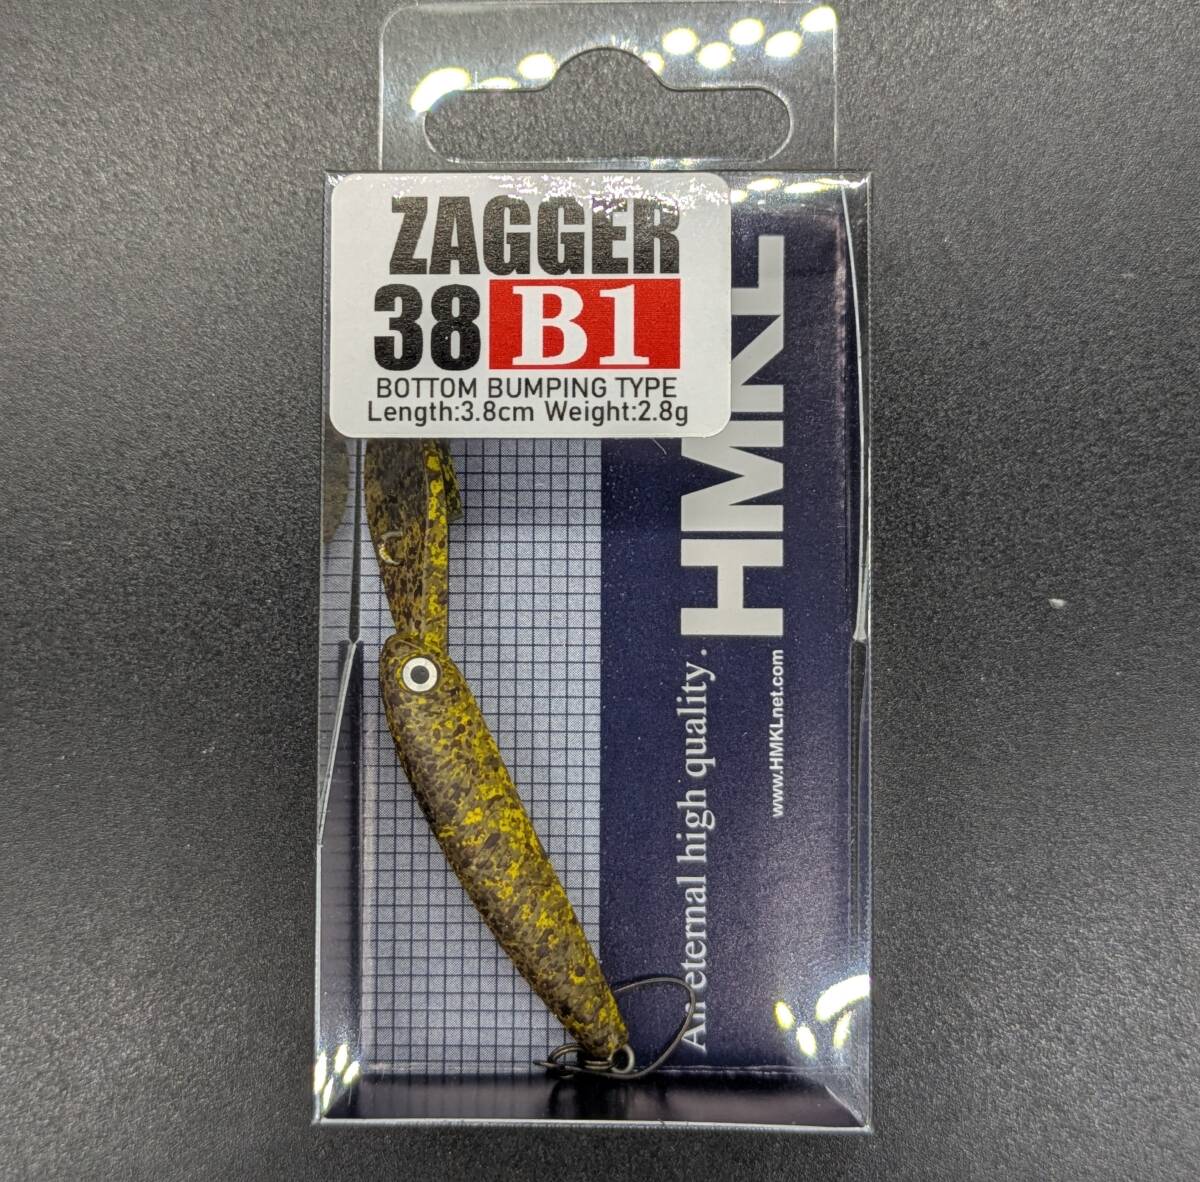 ZAGGER
38 B1
BOTTOM BUMPING TYPE
Length:3.8cm Weight:2.8g
HMKL
An eternal high quality.
www.HMKLnet.com